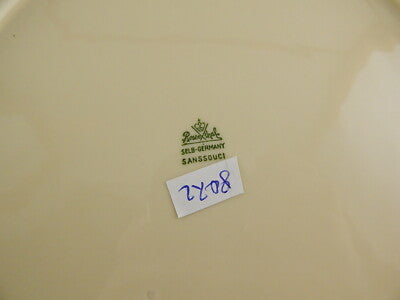 Rosenthal
SELB-GERMANY
SANSSOUCI
2208